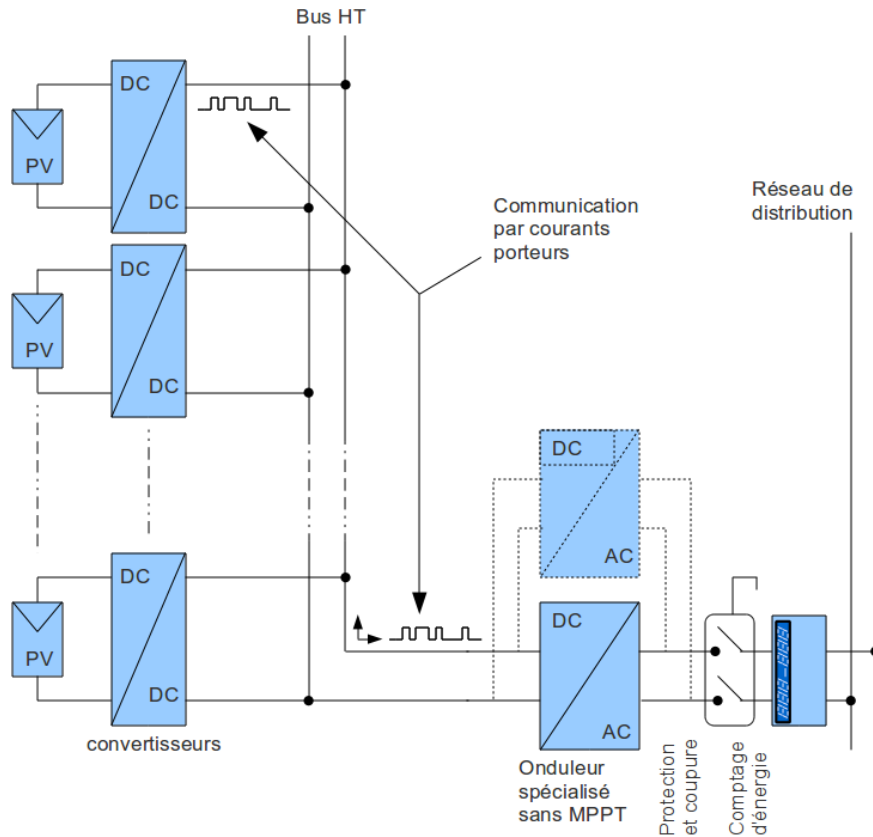 Bus HT
DC
PV
DC
Communication
par courants
porteurs
Réseau de
distribution
DC
PV
DC
DC
AC
DC
PV
DC
DC
AC
convertisseurs
Onduleur
spécialisé
sans MPPT
Protection
et coupure
Comptage
d'énergie